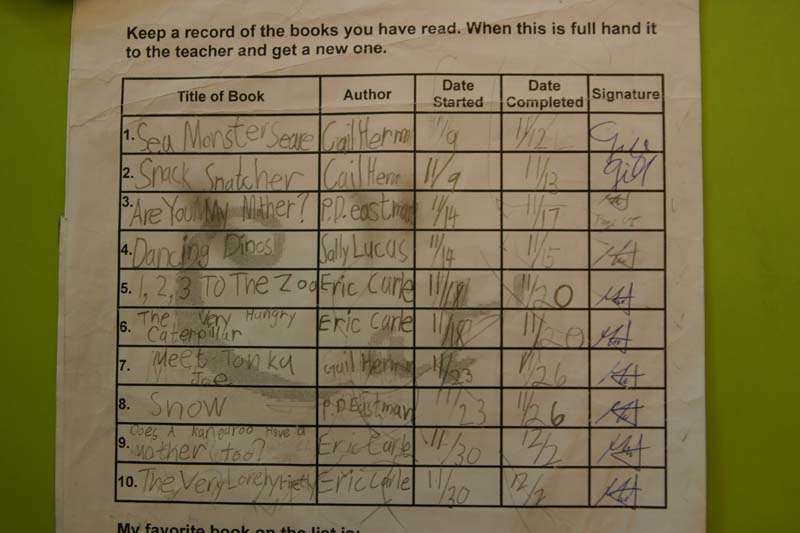 Keep a record of the books you have read. When this is full hand it
to the teacher and get a new one.
Title of Book Author Date Started Date Completed Signature
1. Sea Monster Seare Gail Herm 11/9 11/12
2. Snack Snatcher Gail Herm 11/9 11/13 Gill
3. Are You My Mother? P.D. eastman 11/14 11/17
4. Dancing Dinos Sally Lucas 11/14 11/15
5. 1, 2, 3 To The Zoo Eric Carle 11/18 11/20
6. The Very Hungry
Caterpillar Eric Carle 11/18 11/20
7. Meet Tonka
Joe Gail Herman 11/23 11/26
8. Snow P.D. Eastman 11/23 11/26
9. Does A Kangaroo Have a
Mother Too? Eric Carle 11/30 12/2
10. The Very Lonely Firefly Eric Carle 11/30 12/2
My favorite book on the list is: